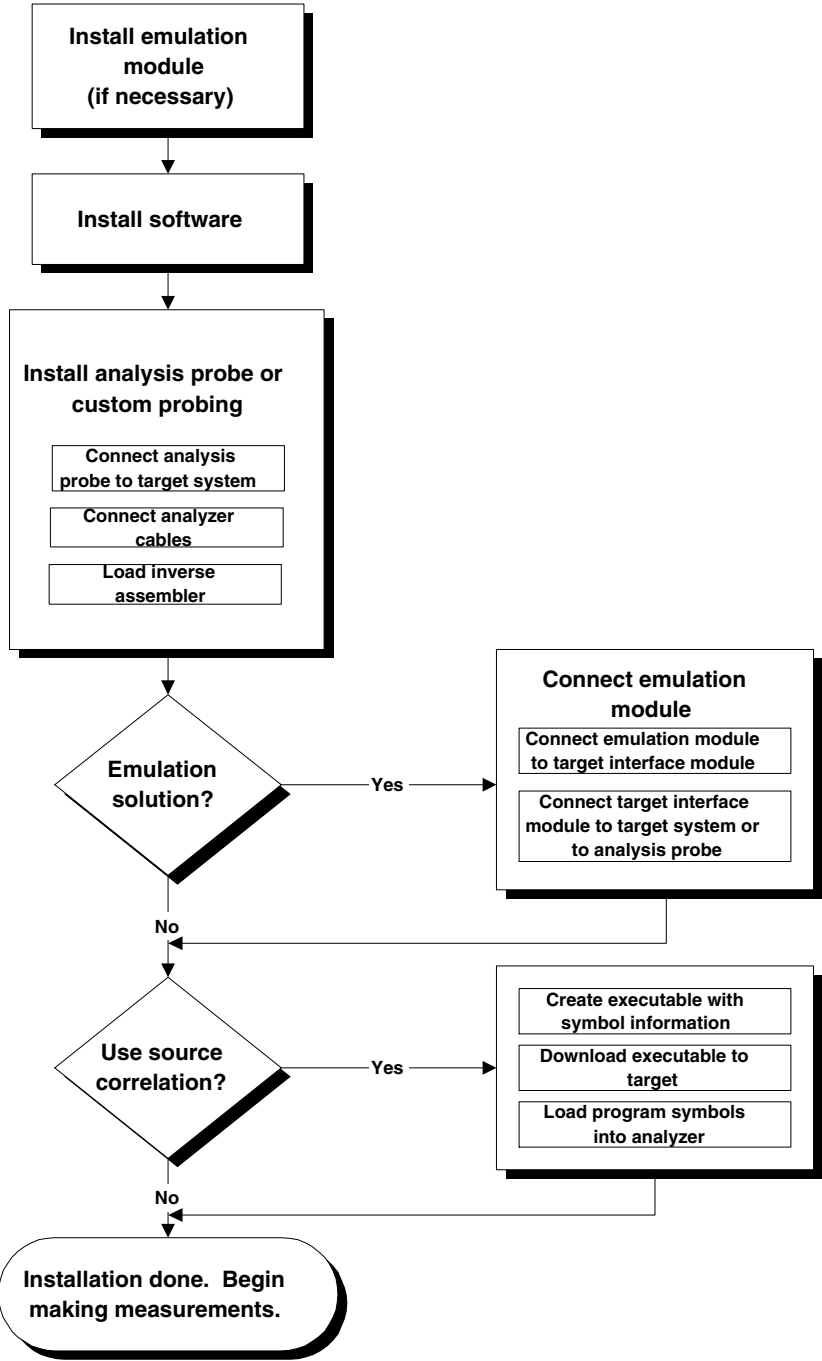 Install emulation
module
(if necessary)
Install software
Install analysis probe or
custom probing
Connect analysis
probe to target system
Connect analyzer
cables
Load inverse
assembler
Emulation
solution?
Yes
Connect emulation
module
Connect emulation module
to target interface module
Connect target interface
module to target system or
to analysis probe
No
Use source
correlation?
Yes
Create executable with
symbol information
Download executable to
target
Load program symbols
into analyzer
No
Installation done. Begin
making measurements.